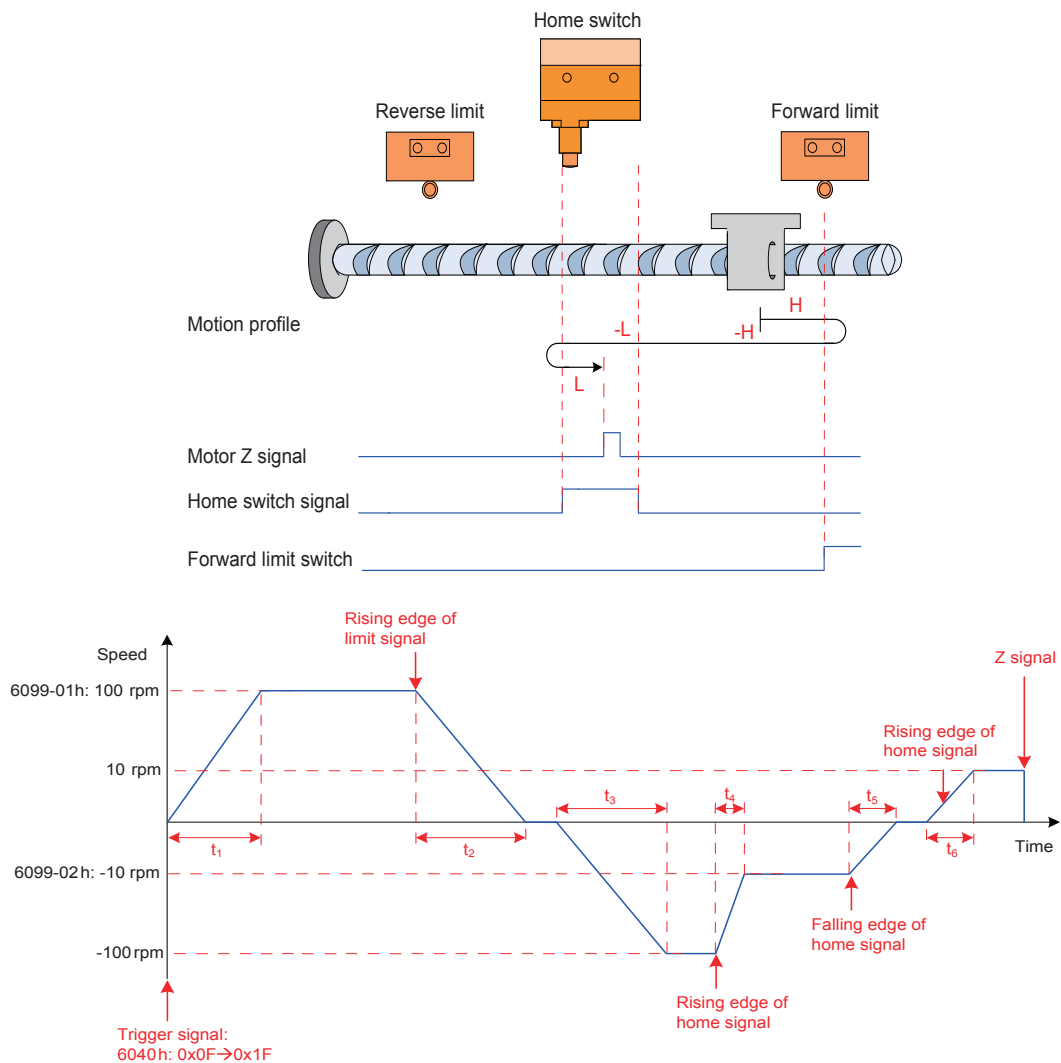 Home switch
Reverse limit
Forward limit
Motion profile
H
-L
-H
L
Motor Z signal
Home switch signal
Forward limit switch
Rising edge of
limit signal
Speed
Z signal
6099-01h: 100 rpm
Rising edge of
home signal
10 rpm
t3
t4
t5
t1
t2
t6
Time
6099-02h: -10 rpm
Falling edge of
home signal
-100 rpm
Rising edge of
home signal
Trigger signal:
6040h: 0x0F→0x1F